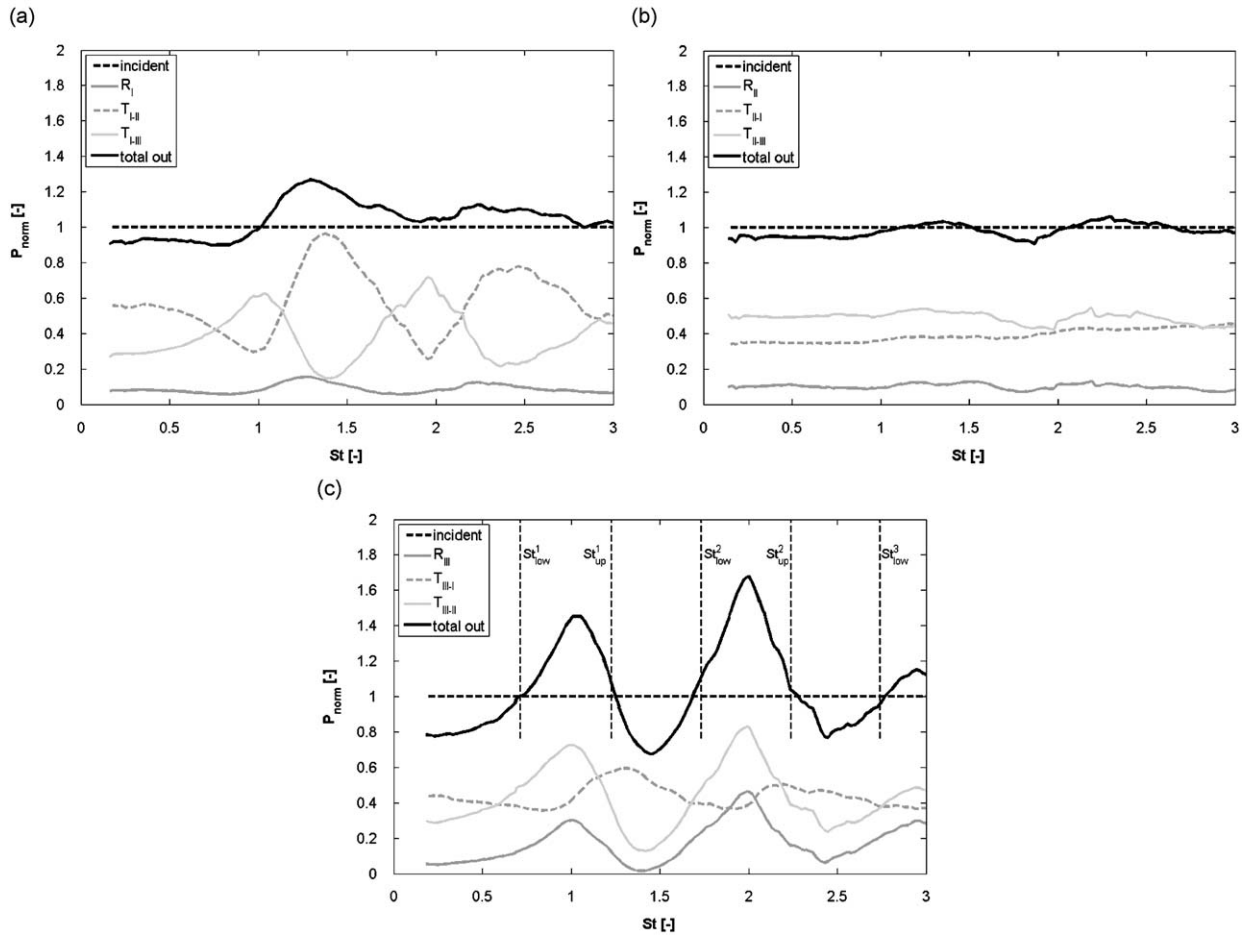 (a)
2
1.8
1.6
1.4
1.2
1
0.8
0.6
0.4
0.2
0
P_norm [-]
incident
R_I
T_I-II
T_I-III
total out
0 0.5 1 1.5 2 2.5 3
St [-]
(b)
2
1.8
1.6
1.4
1.2
1
0.8
0.6
0.4
0.2
0
P_norm [-]
incident
R_II
T_II-I
T_II-III
total out
0 0.5 1 1.5 2 2.5 3
St [-]
(c)
2
1.8
1.6
1.4
1.2
1
0.8
0.6
0.4
0.2
0
P_norm [-]
incident
R_III
T_III-I
T_III-II
total out
St^1_low St^1_up St^2_low St^2_up St^3_low
0 0.5 1 1.5 2 2.5 3
St [-]